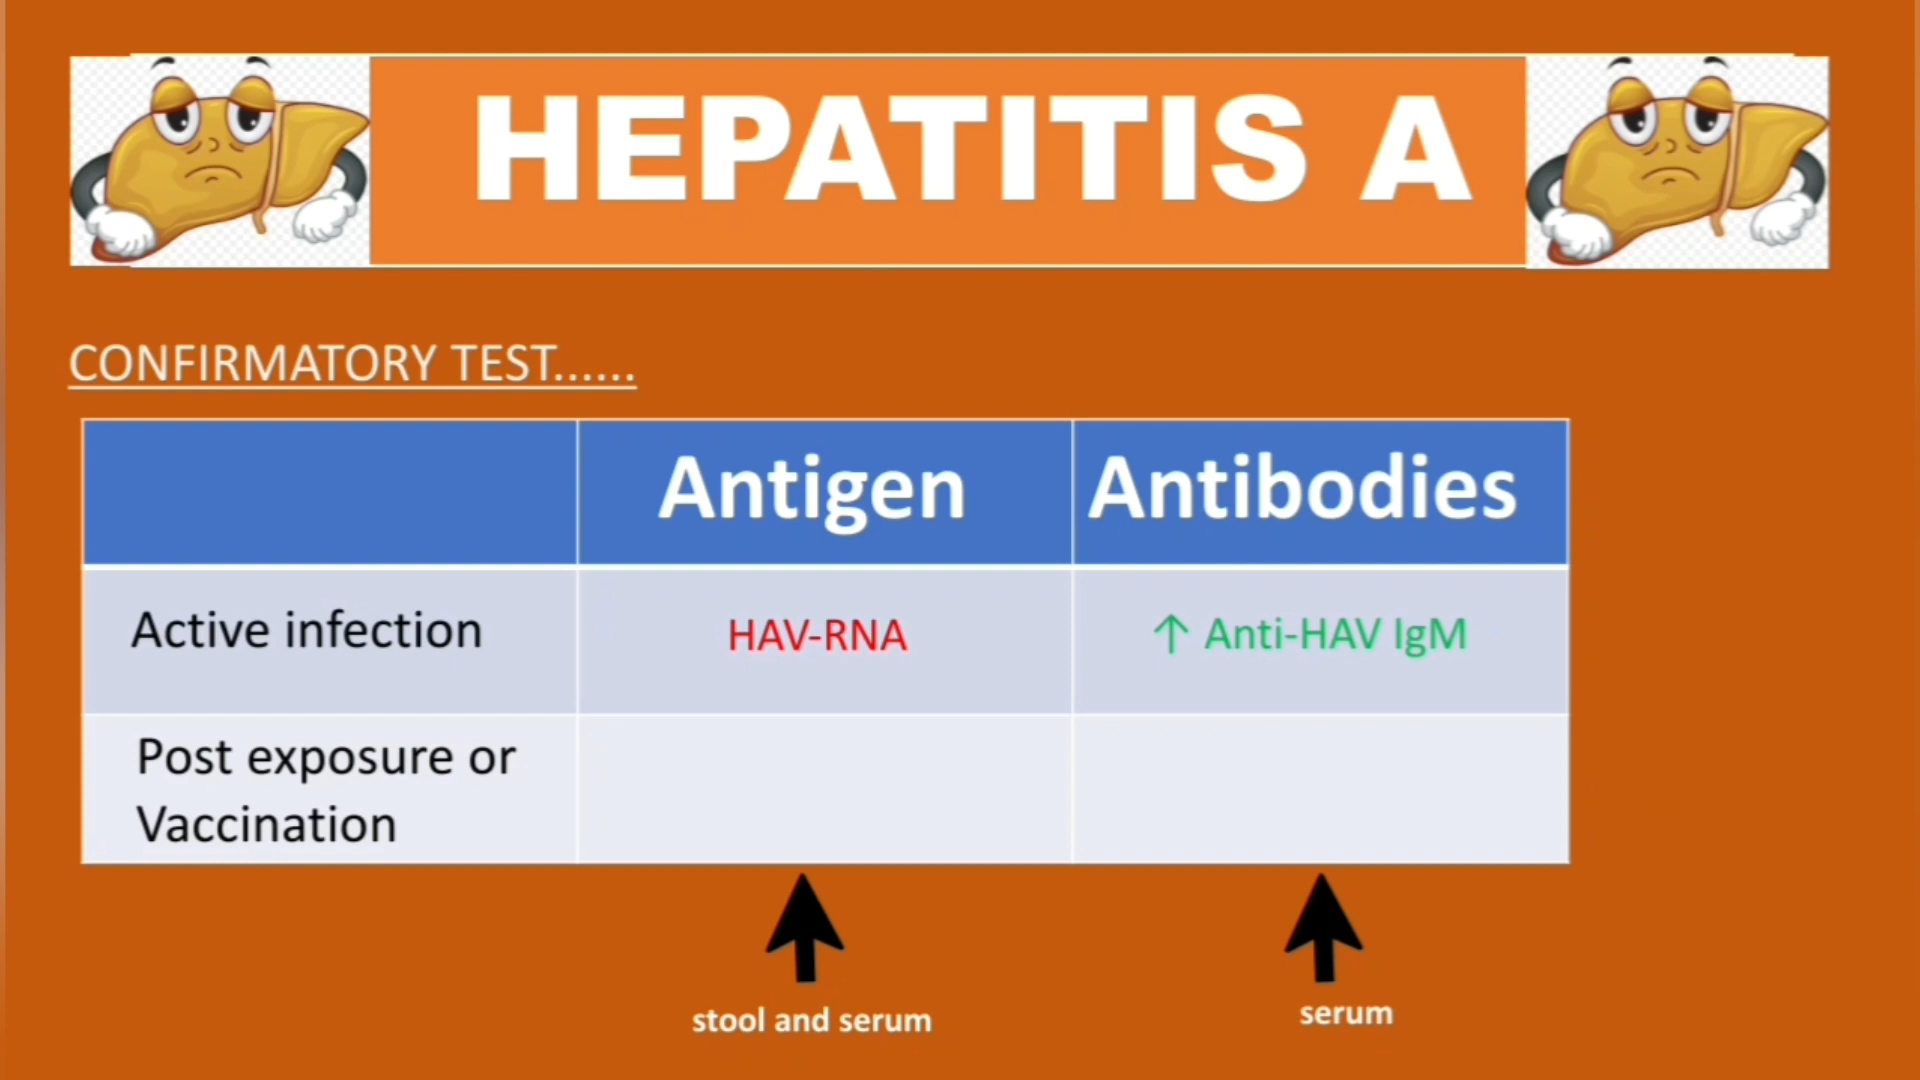 HEPATITIS A
CONFIRMATORY TEST......
Antigen Antibodies
Active infection HAV-RNA ↑ Anti-HAV IgM
Post exposure or
Vaccination
stool and serum serum